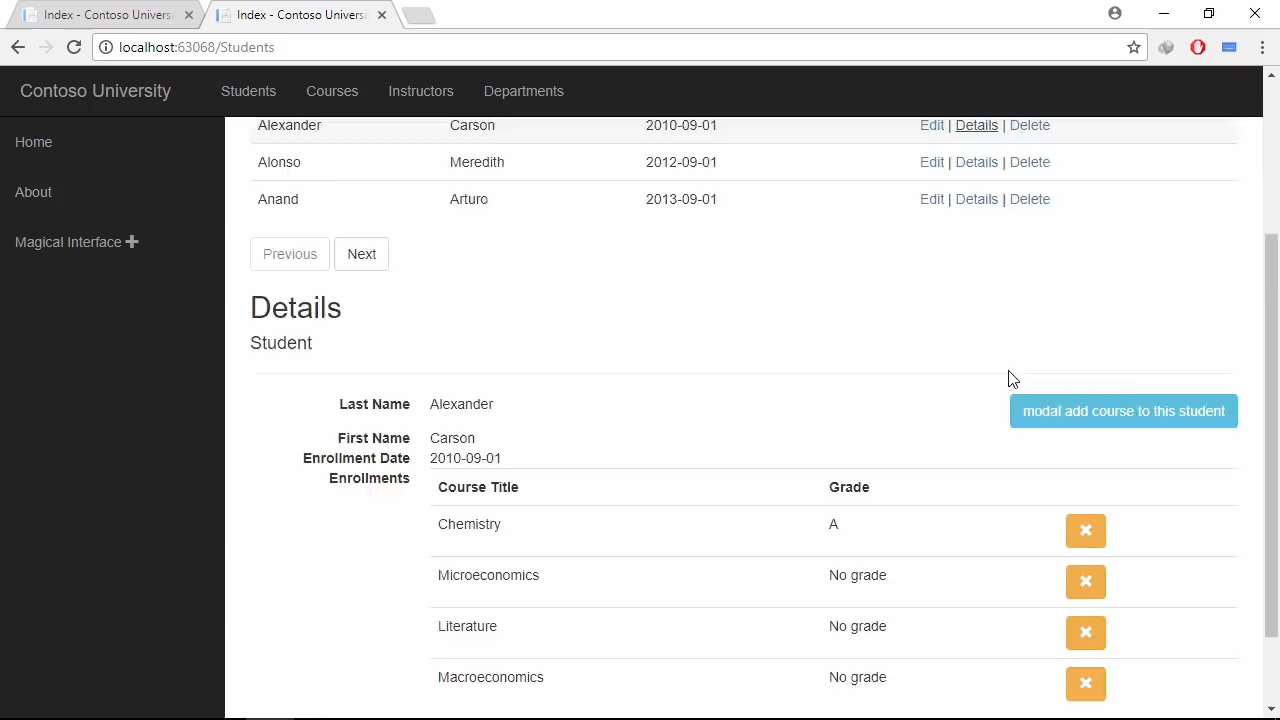 Index - Contoso Univers
Index - Contoso Univers
localhost:63068/Students
Contoso University Students Courses Instructors Departments
Home
About
Magical Interface
Alexander Carson 2010-09-01 Edit | Details | Delete
Alonso Meredith 2012-09-01 Edit | Details | Delete
Anand Arturo 2013-09-01 Edit | Details | Delete
Previous Next
Details
Student
Last Name Alexander
modal add course to this student
First Name Carson
Enrollment Date 2010-09-01
Enrollments
Course Title Grade
Chemistry A
Microeconomics No grade
Literature No grade
Macroeconomics No grade